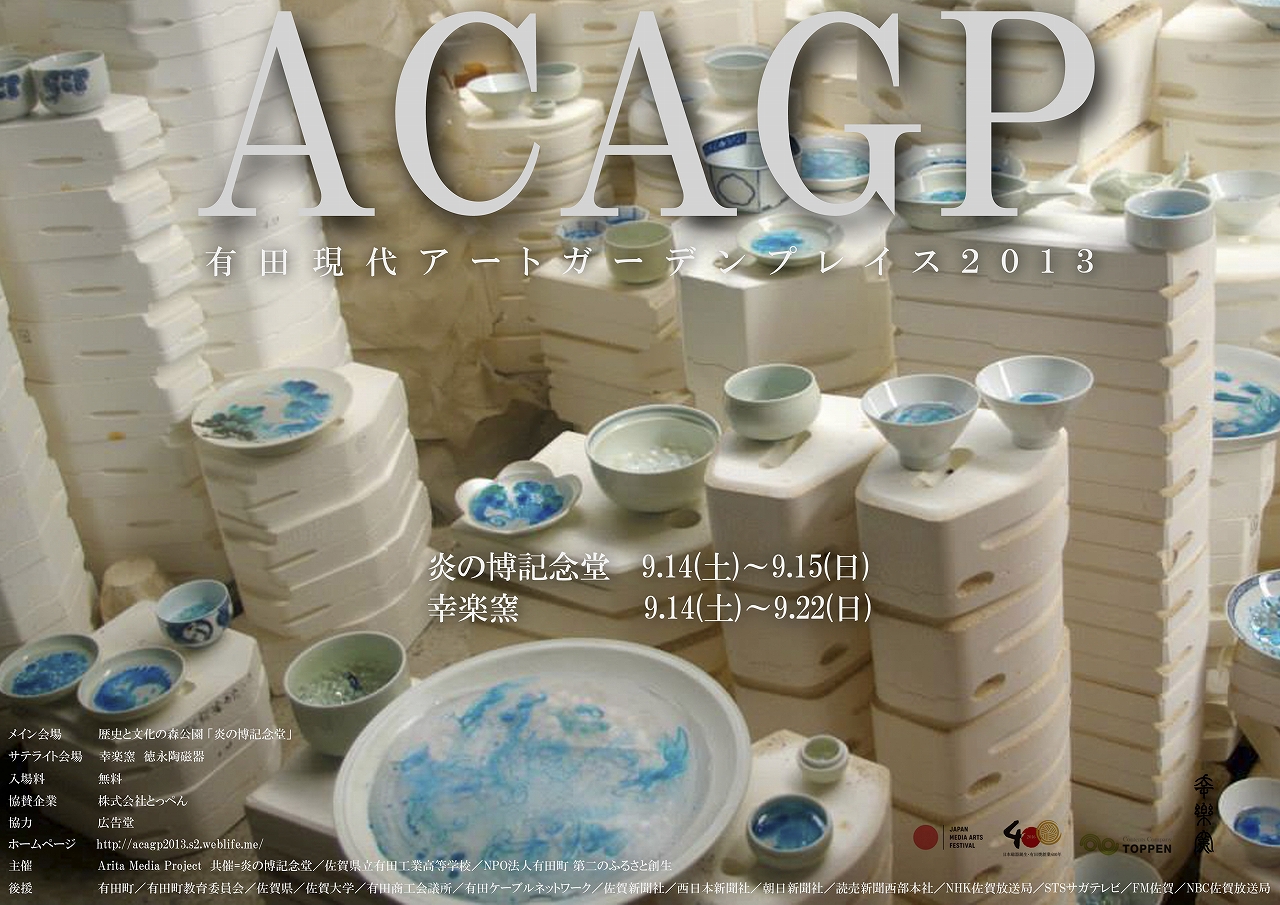 ACAGP
有田現代アートガーデンプレイス2013
炎の博記念堂 9.14(土)～9.15(日)
幸楽窯 9.14(土)～9.22(日)
メイン会場 歴史と文化の森公園「炎の博記念堂」
サテライト会場 幸楽窯 徳永陶磁器
入場料 無料
協賛企業 株式会社とっぺん
協力 広告堂
ホームページ http://acagp2013.s2.weblife.me/
主催 Arita Media Project 共催=炎の博記念堂／佐賀県立有田工業高等学校／NPO法人有田町 第二のふるさと創生
後援 有田町／有田町教育委員会／佐賀県／佐賀大学／有田商工会議所／有田ケーブルネットワーク／佐賀新聞社／西日本新聞社／朝日新聞社／読売新聞西部本社／NHK佐賀放送局／STSサガテレビ／FM佐賀／NBC佐賀放送局
JAPAN
MEDIA ARTS
FESTIVAL
400
TOPPEN
幸樂窯